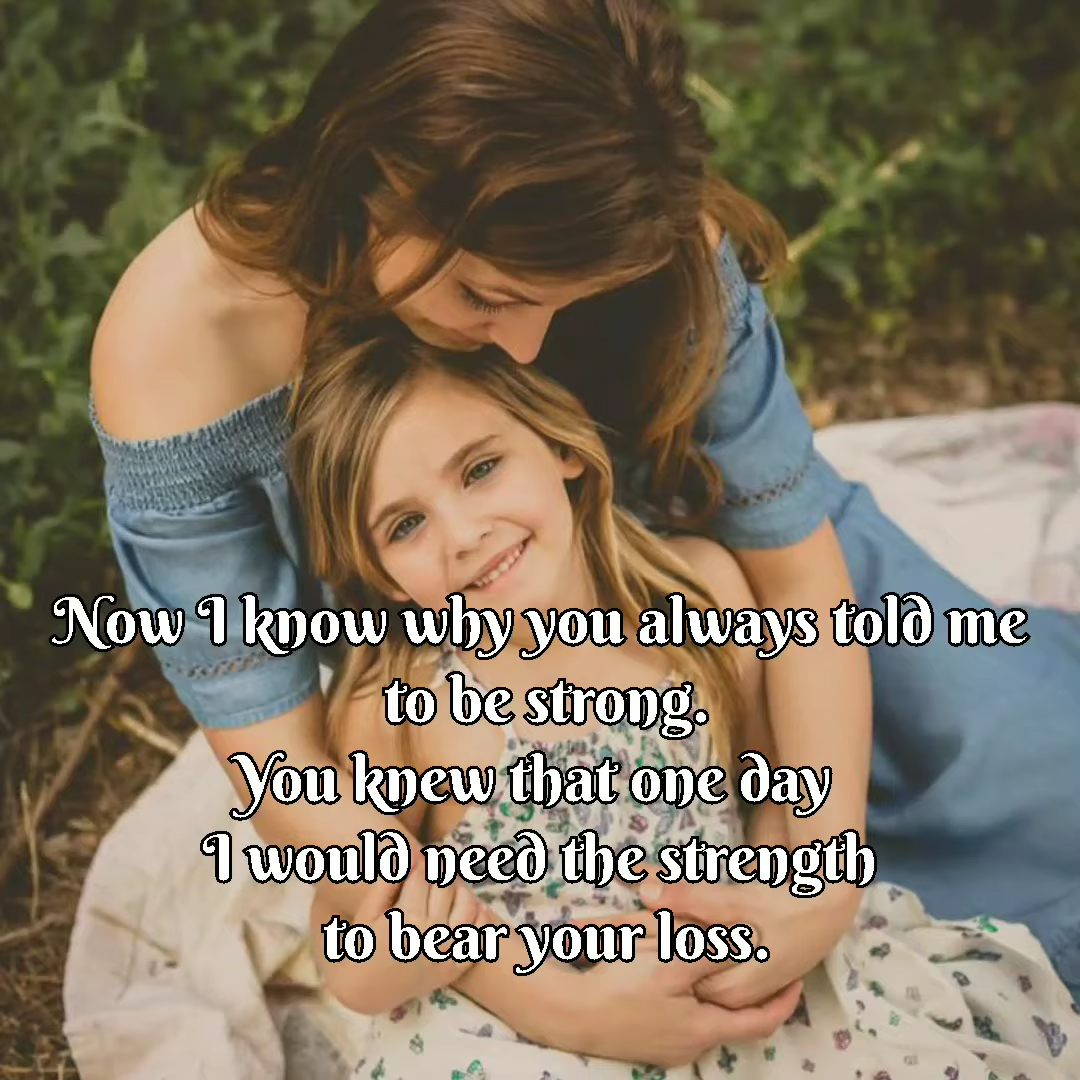 Now I know why you always told me
to be strong.
You knew that one day
I would need the strength
to bear your loss.